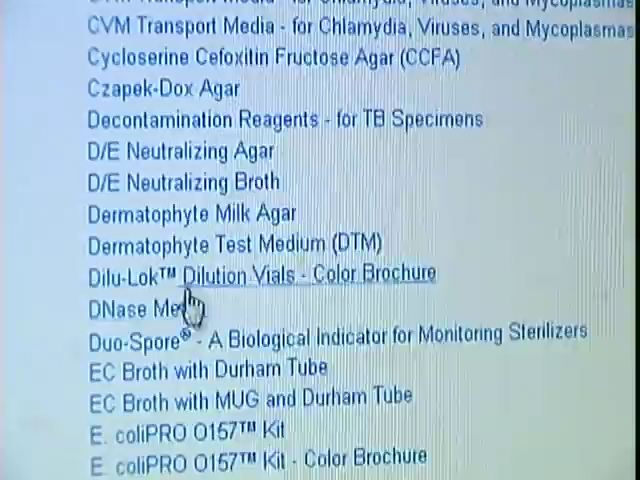 CVM Transport Media - for Chlamydia, Viruses, and Mycoplasmas
Cycloserine Cefoxitin Fructose Agar (CCFA)
Czapek-Dox Agar
Decontamination Reagents - for TB Specimens
D/E Neutralizing Agar
D/E Neutralizing Broth
Dermatophyte Milk Agar
Dermatophyte Test Medium (DTM)
Dilu-Lok™ Dilution Vials - Color Brochure
DNase
Duo-Spore® - A Biological Indicator for Monitoring Sterilizers
EC Broth with Durham Tube
EC Broth with MUG and Durham Tube
E. coliPRO O157™ Kit
E. coliPRO O157™ Kit - Color Brochure